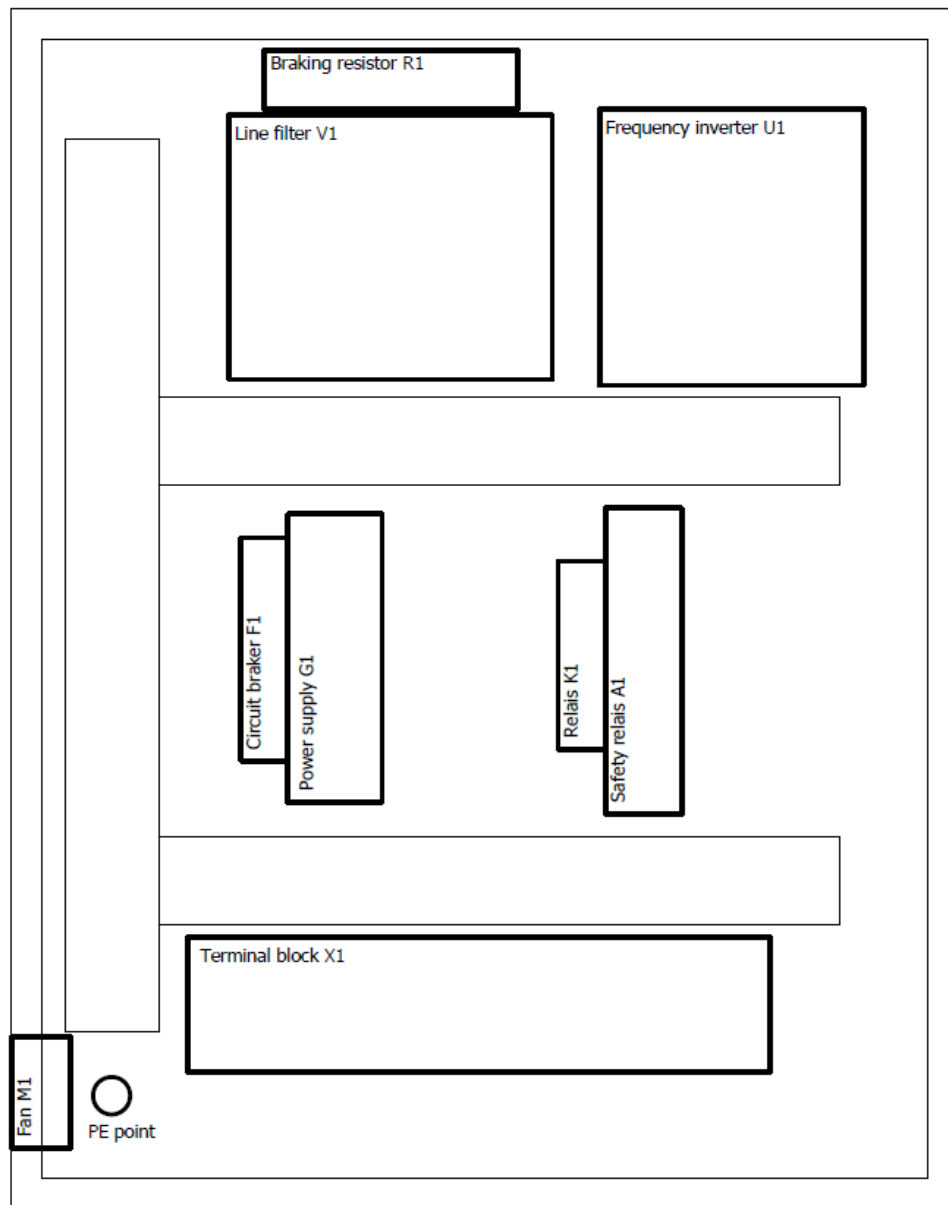 Braking resistor R1
Line filter V1
Frequency inverter U1
Circuit braker F1
Power supply G1
Relais K1
Safety relais A1
Terminal block X1
Fan M1
PE point